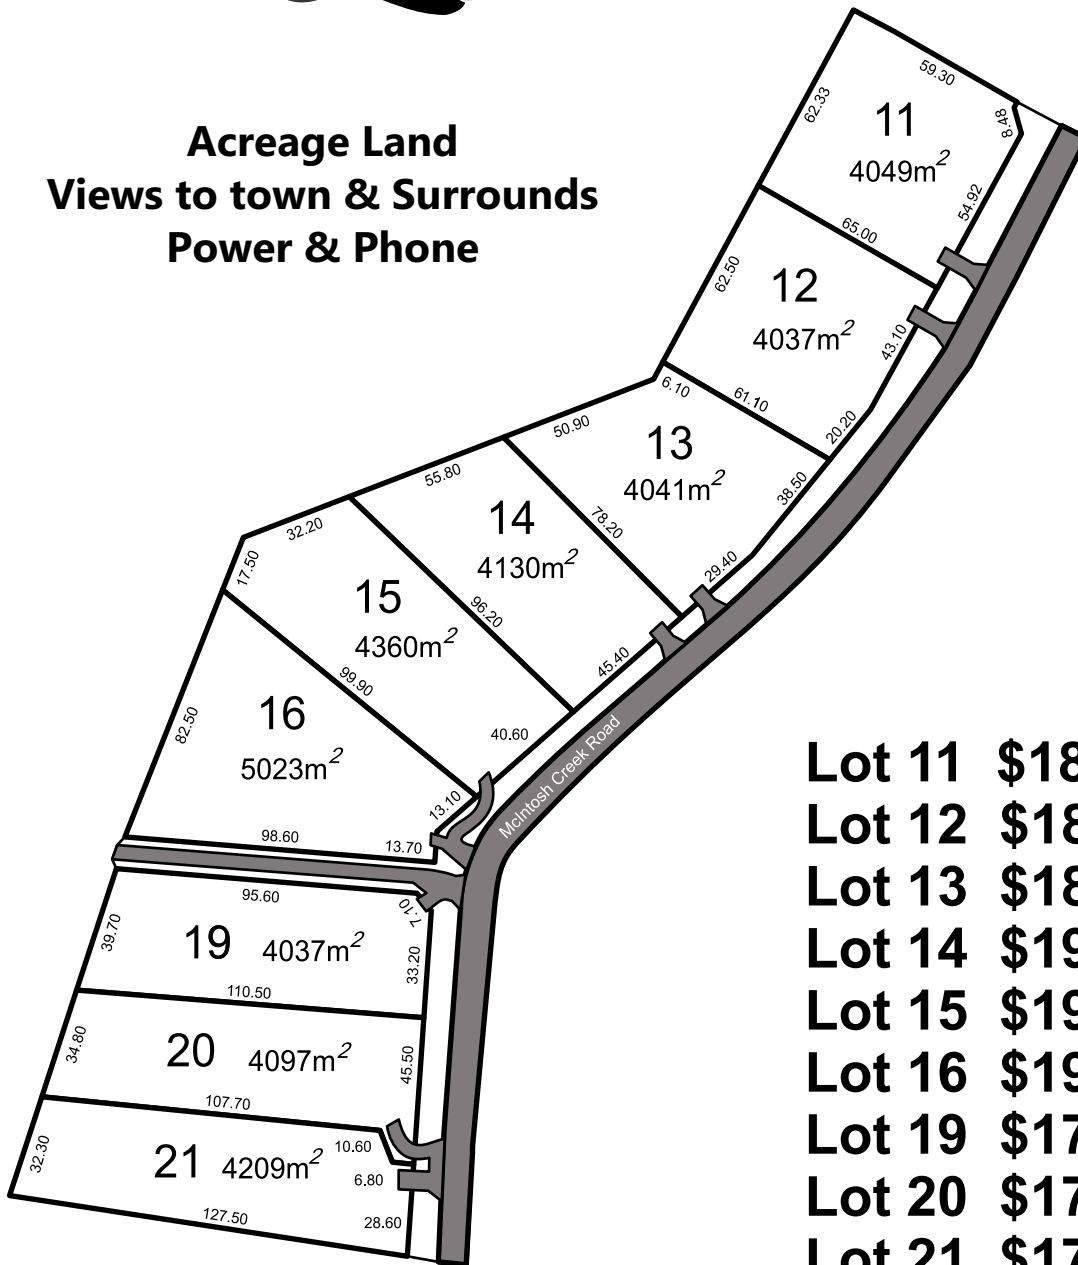 Acreage Land
Views to town & Surrounds
Power & Phone
59.30
62.33
11
8.48
4049m²
54.92
65.00
62.50
12
4037m²
43.10
6.10
61.10
20.20
50.90
13
4041m²
38.50
55.80
78.20
14
4130m²
29.40
32.20
17.50
15
4360m²
96.20
45.40
99.90
40.60
16
5023m²
82.50
13.10
McIntosh Creek Road
98.60
13.70
95.60
7.10
39.70
19 4037m²
33.20
110.50
34.80
20 4097m²
45.50
107.70
32.30
21 4209m²
10.60
6.80
127.50
28.60
Lot 11 $18
Lot 12 $18
Lot 13 $18
Lot 14 $19
Lot 15 $19
Lot 16 $19
Lot 19 $17
Lot 20 $17
Lot 21 $17